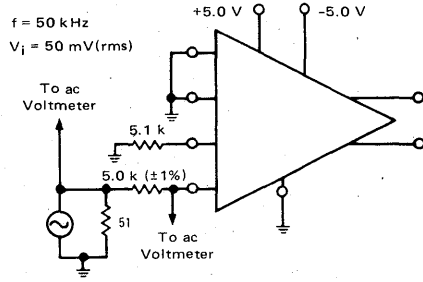 f = 50 kHz
+5.0 V
-5.0 V
Vi = 50 mV(rms)
To ac
Voltmeter
5.1 k
5.0 k (±1%)
51
To ac
Voltmeter